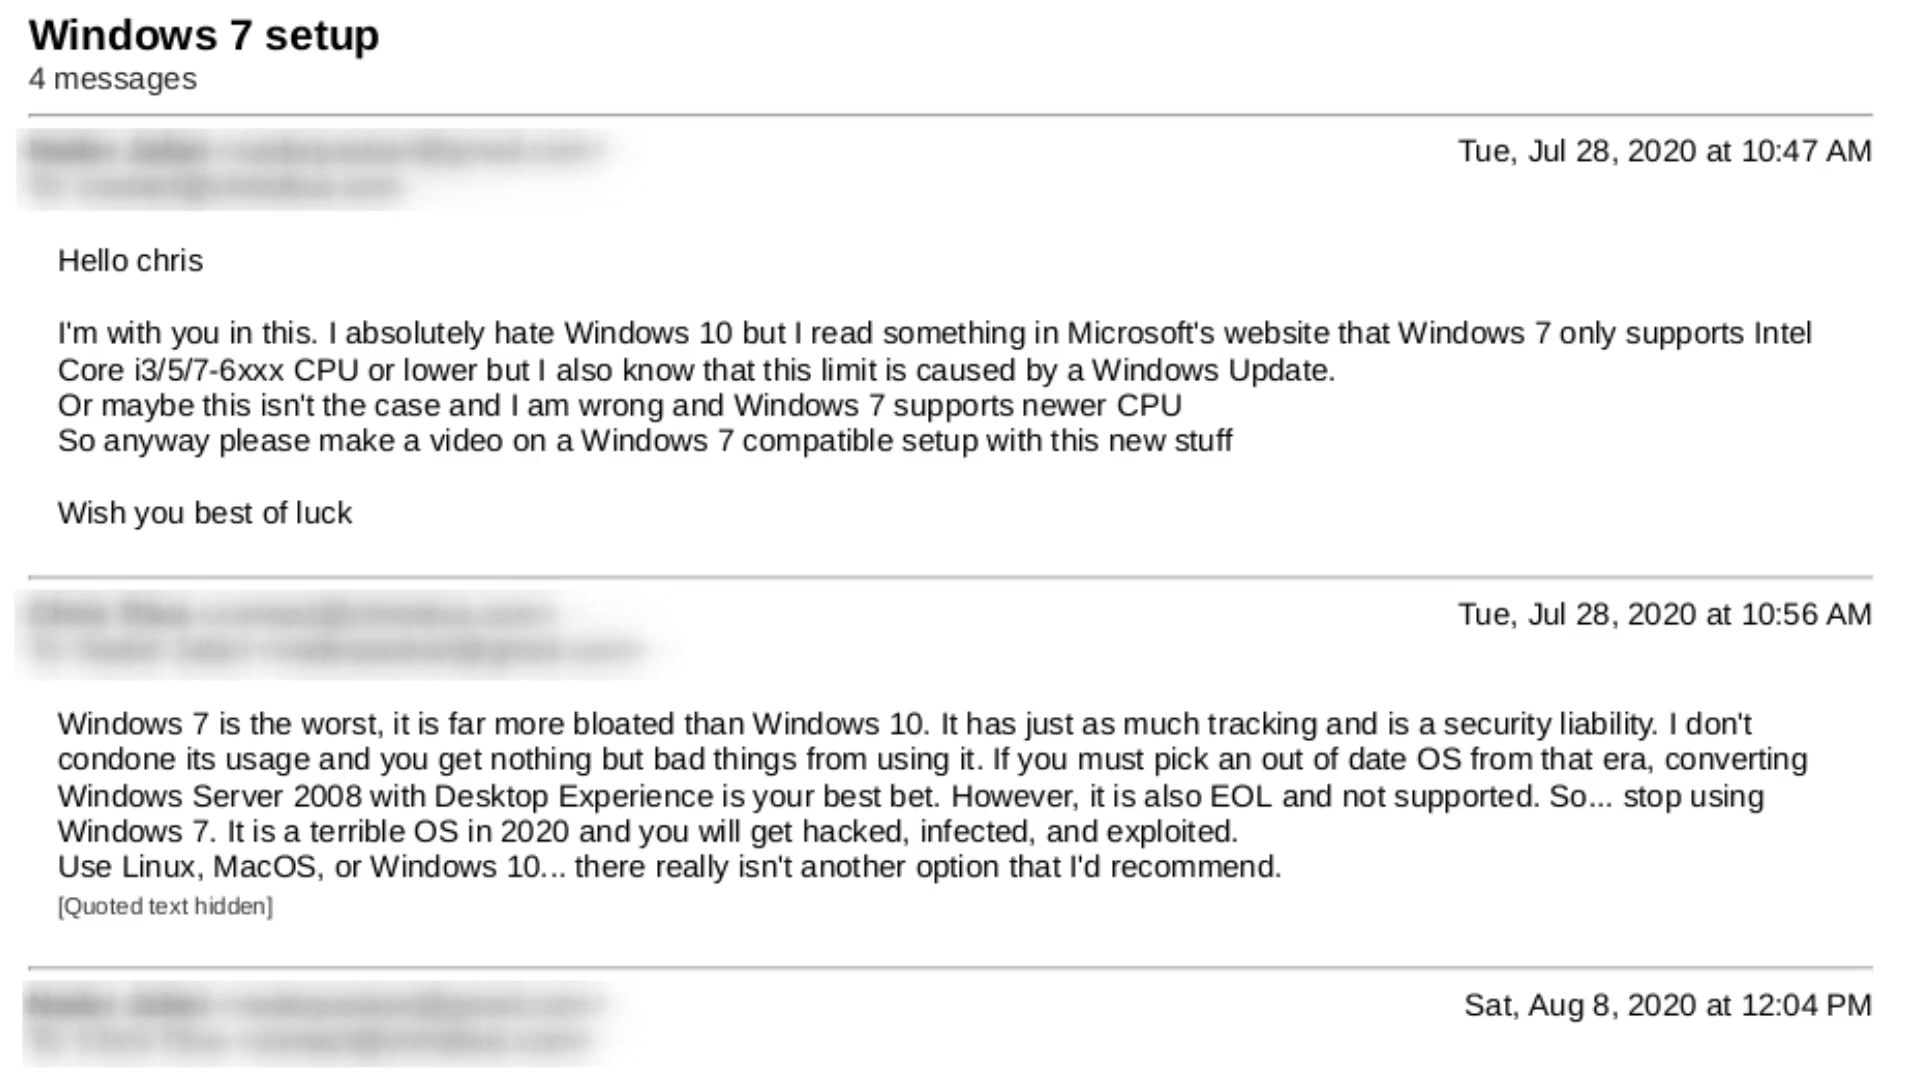 Windows 7 setup
4 messages
Tue, Jul 28, 2020 at 10:47 AM
Hello chris
I'm with you in this. I absolutely hate Windows 10 but I read something in Microsoft's website that Windows 7 only supports Intel
Core i3/5/7-6xxx CPU or lower but I also know that this limit is caused by a Windows Update.
Or maybe this isn't the case and I am wrong and Windows 7 supports newer CPU
So anyway please make a video on a Windows 7 compatible setup with this new stuff
Wish you best of luck
Tue, Jul 28, 2020 at 10:56 AM
Windows 7 is the worst, it is far more bloated than Windows 10. It has just as much tracking and is a security liability. I don't
condone its usage and you get nothing but bad things from using it. If you must pick an out of date OS from that era, converting
Windows Server 2008 with Desktop Experience is your best bet. However, it is also EOL and not supported. So... stop using
Windows 7. It is a terrible OS in 2020 and you will get hacked, infected, and exploited.
Use Linux, MacOS, or Windows 10... there really isn't another option that I'd recommend.
[Quoted text hidden]
Sat, Aug 8, 2020 at 12:04 PM